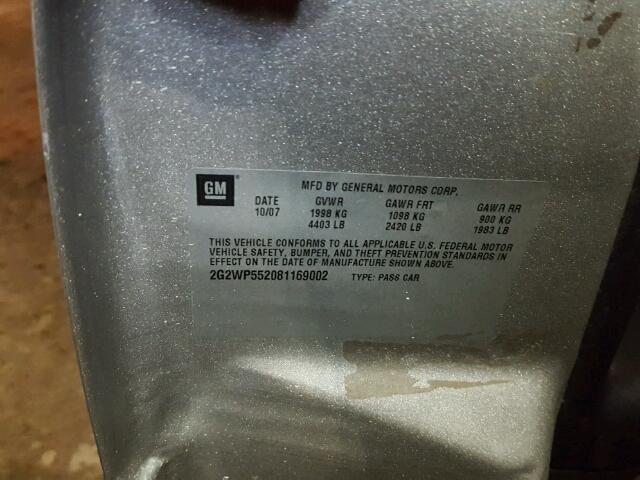 GM
MFD BY GENERAL MOTORS CORP.
DATE GVWR GAWR FRT GAWR RR
10/07 1998 KG 1098 KG 900 KG
4403 LB 2420 LB 1983 LB
THIS VEHICLE CONFORMS TO ALL APPLICABLE U.S. FEDERAL MOTOR
VEHICLE SAFETY, BUMPER, AND THEFT PREVENTION STANDARDS IN
EFFECT ON THE DATE OF MANUFACTURE SHOWN ABOVE.
2G2WP552081169002 TYPE: PASS CAR